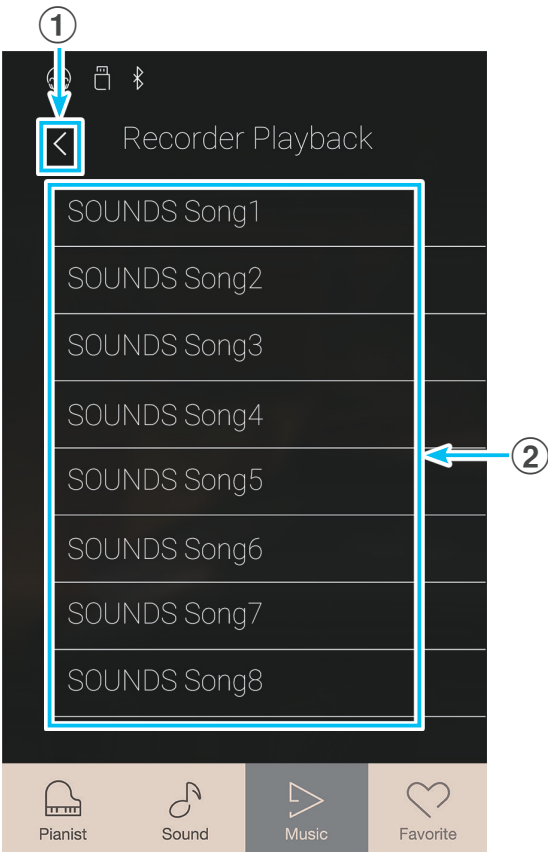 1
Recorder Playback
SOUNDS Song1
SOUNDS Song2
SOUNDS Song3
SOUNDS Song4
2
SOUNDS Song5
SOUNDS Song6
SOUNDS Song7
SOUNDS Song8
Pianist Sound Music Favorite